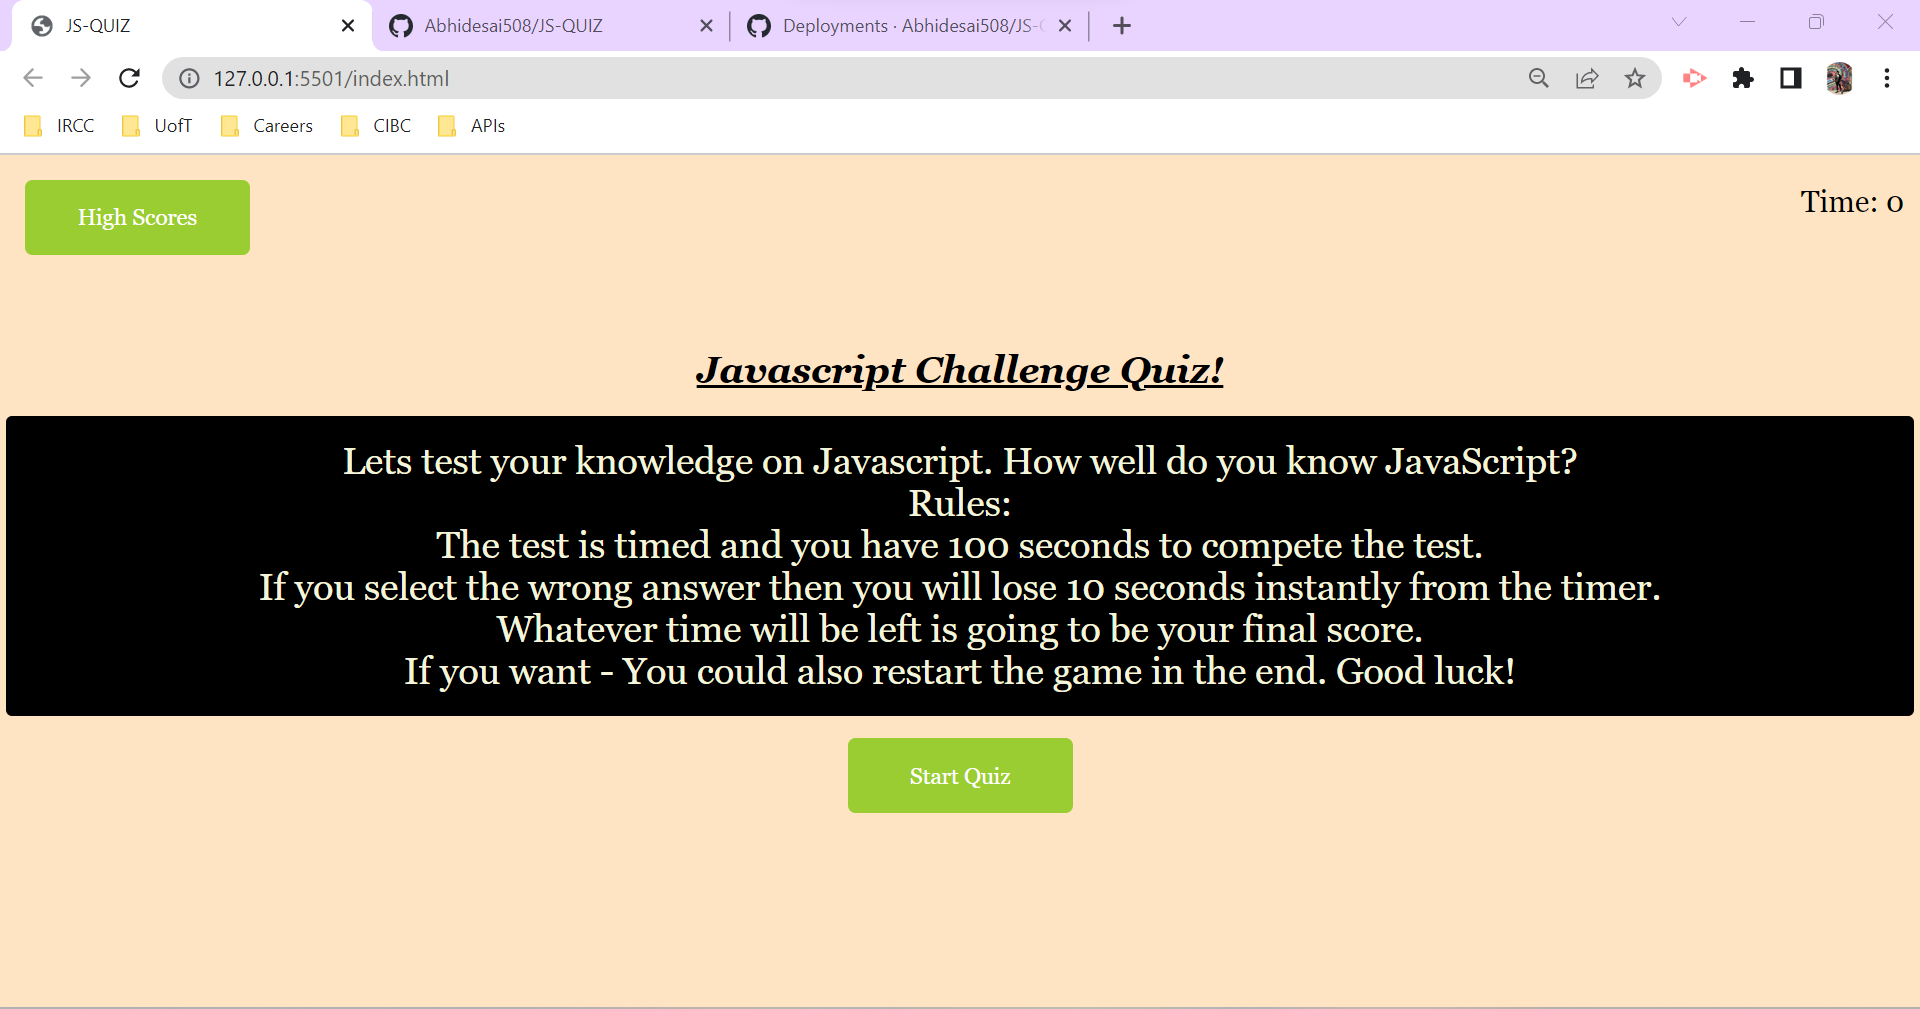 JS-QUIZ
Abhidesai508/JS-QUIZ
Deployments · Abhidesai508/JS-
127.0.0.1:5501/index.html
IRCC
UofT
Careers
CIBC
APIs
High Scores
Time: 0
Javascript Challenge Quiz!
Lets test your knowledge on Javascript. How well do you know JavaScript?
Rules:
The test is timed and you have 100 seconds to compete the test.
If you select the wrong answer then you will lose 10 seconds instantly from the timer.
Whatever time will be left is going to be your final score.
If you want - You could also restart the game in the end. Good luck!
Start Quiz